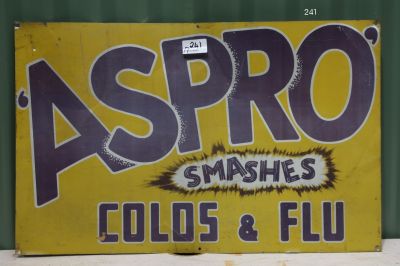 241
241
'ASPRO'
SMASHES
COLDS & FLU